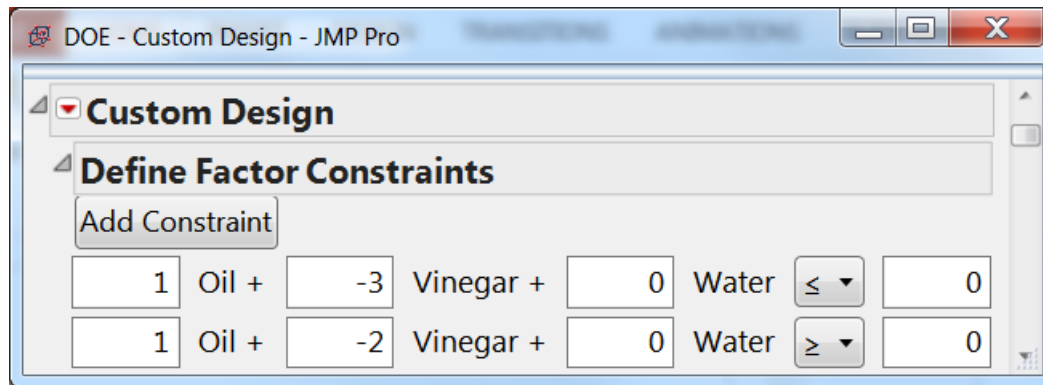 DOE - Custom Design - JMP Pro
Custom Design
Define Factor Constraints
Add Constraint
1 Oil + -3 Vinegar + 0 Water ≤ 0
1 Oil + -2 Vinegar + 0 Water ≥ 0